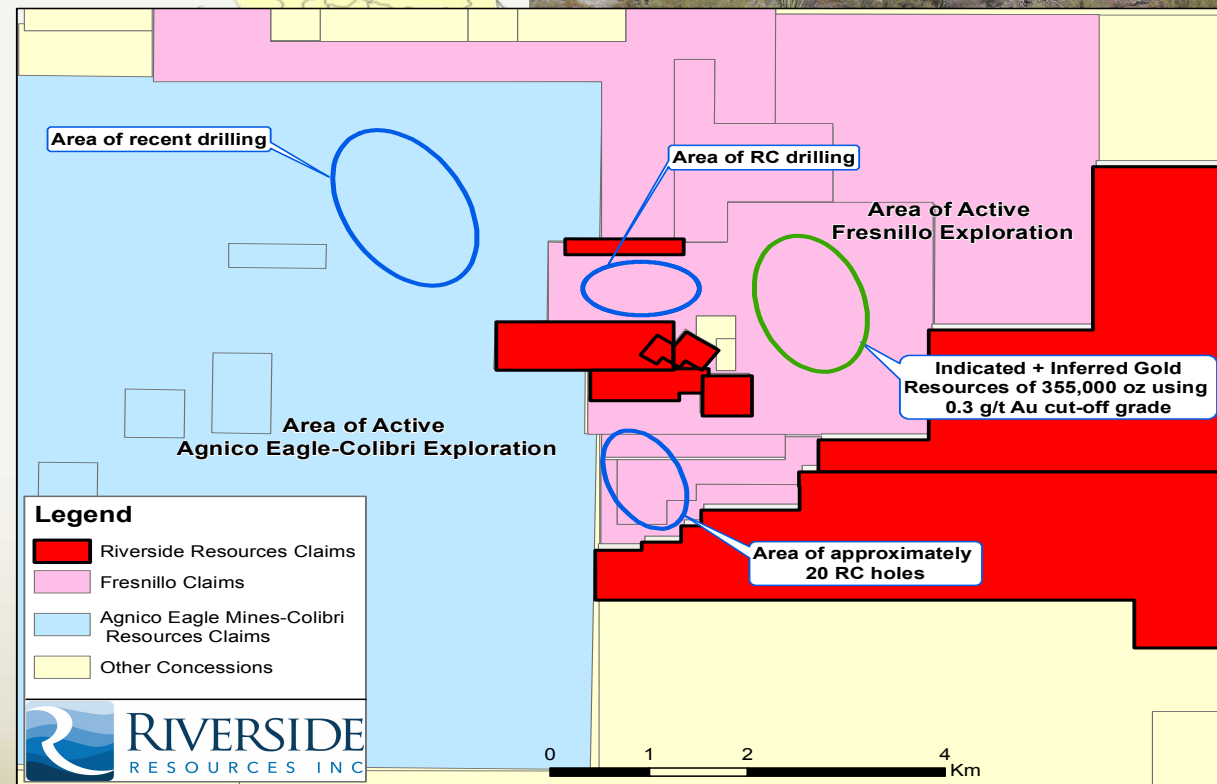 Area of recent drilling
Area of RC drilling
Area of Active
Fresnillo Exploration
Indicated + Inferred Gold
Resources of 355,000 oz using
0.3 g/t Au cut-off grade
Area of Active
Agnico Eagle-Colibri Exploration
Area of approximately
20 RC holes
Legend
Riverside Resources Claims
Fresnillo Claims
Agnico Eagle Mines-Colibri
Resources Claims
Other Concessions
RIVERSIDE
RESOURCES INC
0 1 2 4
Km